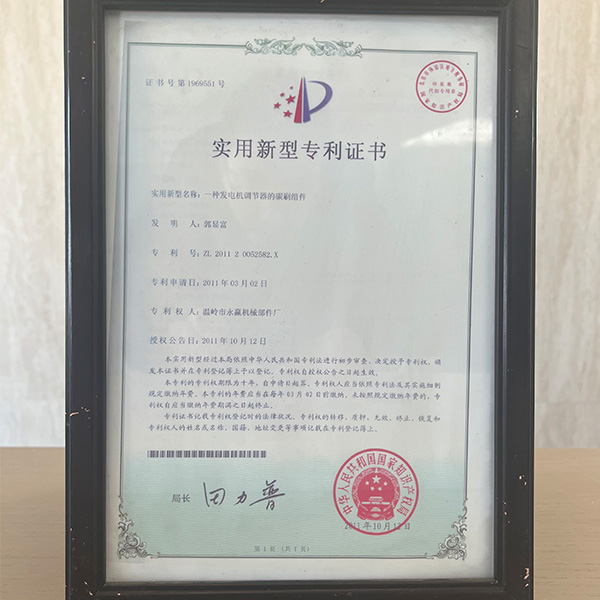 证书号第1969551号
实用新型专利证书
实用新型名称：一种发电机调节器的碳刷组件
发 明 人：郭显富
专 利 号：ZL 2011 2 0052582.X
专利申请日：2011年03月02日
专 利 权 人：温岭市永赢机械部件厂
授权公告日：2011年10月12日
本实用新型经过本局依照中华人民共和国专利法进行初步审查，决定授予专利权，颁
发本证书并在专利登记簿上予以登记。专利权自授权公告之日起生效。
本专利的专利权期限为十年，自申请日起算。专利权人应当依照专利法及其实施细则
规定缴纳年费。本专利的年费应当在每年03月02日前缴纳。未按照规定缴纳年费的，专
利权自应当缴纳年费期满之日起终止。
专利证书记载专利权登记时的法律状况。专利权的转移、质押、无效、终止、恢复和
专利权人的姓名或名称、国籍、地址变更等事项记载在专利登记簿上。
局长 田力普
中华人民共和国国家知识产权局
2011年10月12日
第1页（共1页）